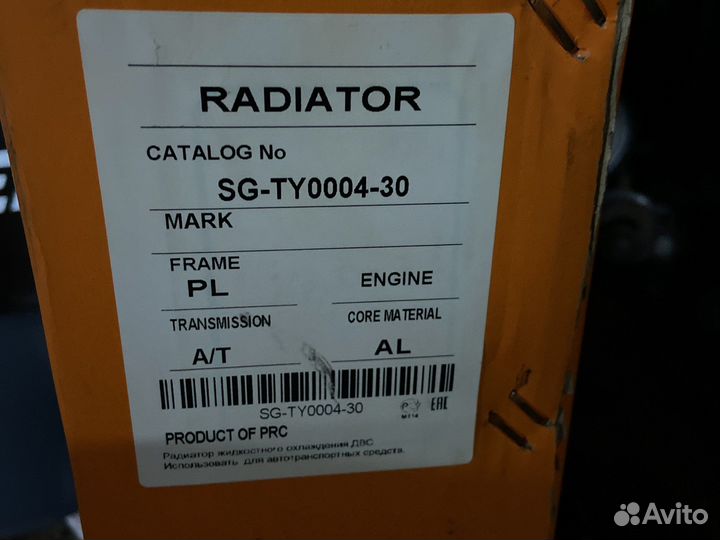 RADIATOR
CATALOG No
SG-TY0004-30
MARK
FRAME
PL
ENGINE
TRANSMISSION
A/T
CORE MATERIAL
AL
SG-TY0004-30
EAC
PRODUCT OF PRC
Радиатор жидкостного охлаждения ДВС
Использовать для автотранспортных средств.
Avito